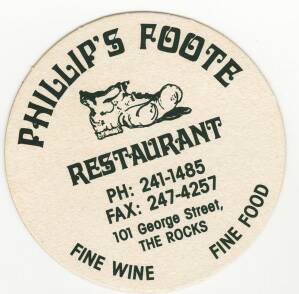 PHILLIP'S FOOTE
RESTAURANT
PH: 241-1485
FAX: 247-4257
101 George Street,
THE ROCKS
FINE WINE
FINE FOOD